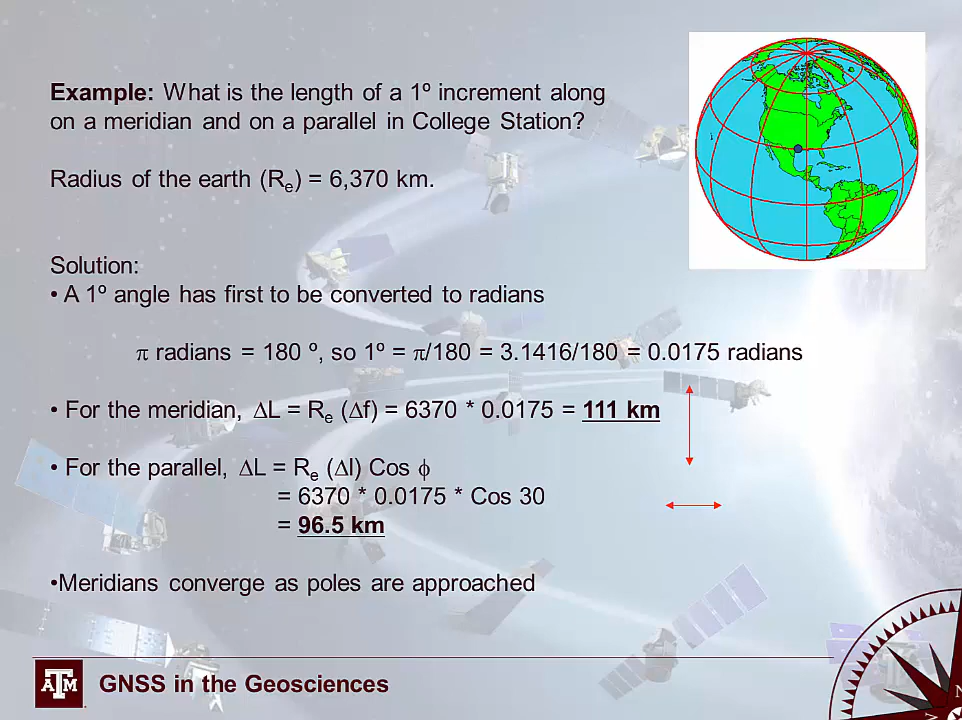 Example: What is the length of a 1º increment along
on a meridian and on a parallel in College Station?
Radius of the earth (Re) = 6,370 km.
Solution:
• A 1º angle has first to be converted to radians
π radians = 180 º, so 1º = π/180 = 3.1416/180 = 0.0175 radians
• For the meridian, ∆L = Re (∆f) = 6370 * 0.0175 = 111 km
• For the parallel, ∆L = Re (∆l) Cos ϕ
= 6370 * 0.0175 * Cos 30
= 96.5 km
•Meridians converge as poles are approached
ATM
GNSS in the Geosciences
N